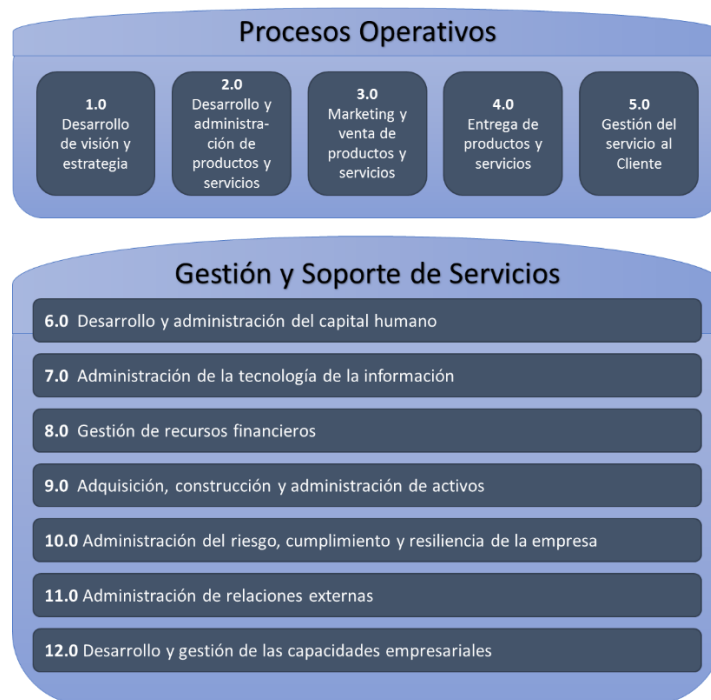 Procesos Operativos
1.0
Desarrollo
de visión y
estrategia
2.0
Desarrollo y
administra-
ción de
productos y
servicios
3.0
Marketing y
venta de
productos y
servicios
4.0
Entrega de
productos y
servicios
5.0
Gestión del
servicio al
Cliente
Gestión y Soporte de Servicios
6.0 Desarrollo y administración del capital humano
7.0 Administración de la tecnología de la información
8.0 Gestión de recursos financieros
9.0 Adquisición, construcción y administración de activos
10.0 Administración del riesgo, cumplimiento y resiliencia de la empresa
11.0 Administración de relaciones externas
12.0 Desarrollo y gestión de las capacidades empresariales